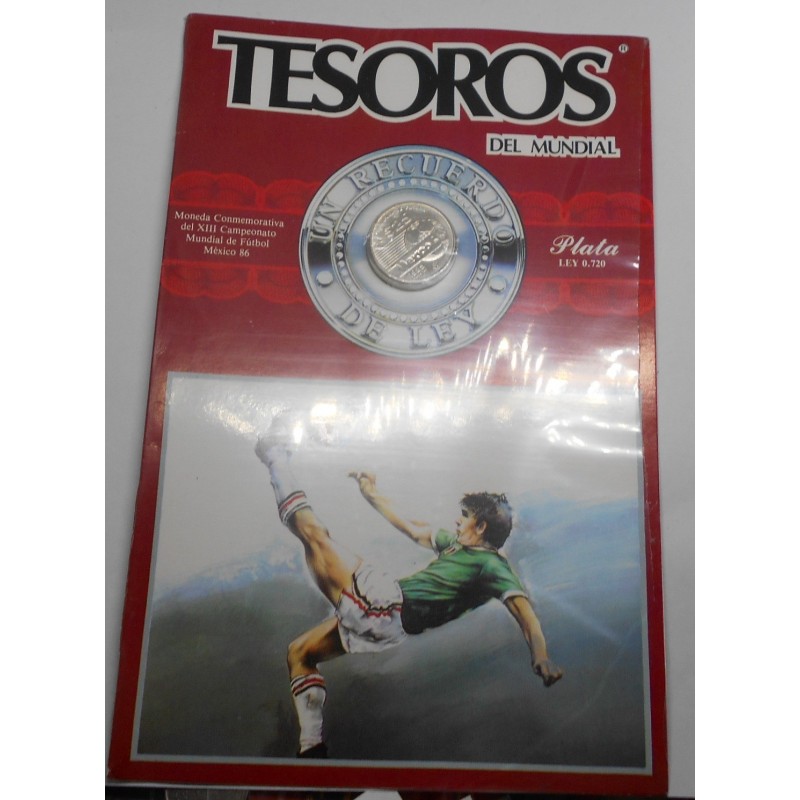 TESOROS ®
DEL MUNDIAL
UN RECUERDO
DE LEY
Moneda Conmemorativa
del XIII Campeonato
Mundial de Fútbol
México 86
Plata
LEY 0.720